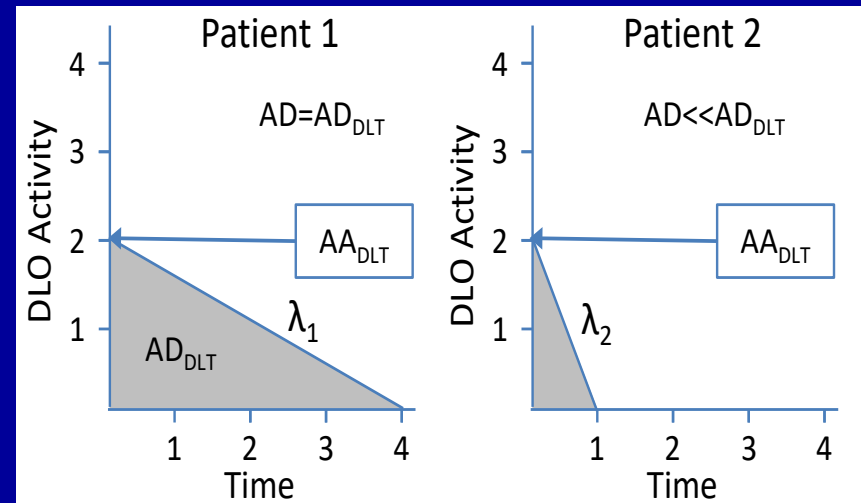 Patient 1
DLO Activity
4
3
2
1
AD=AD_DLT
AA_DLT
λ₁
AD_DLT
1 2 3 4
Time
Patient 2
DLO Activity
4
3
2
1
AD<<AD_DLT
AA_DLT
λ₂
1 2 3 4
Time